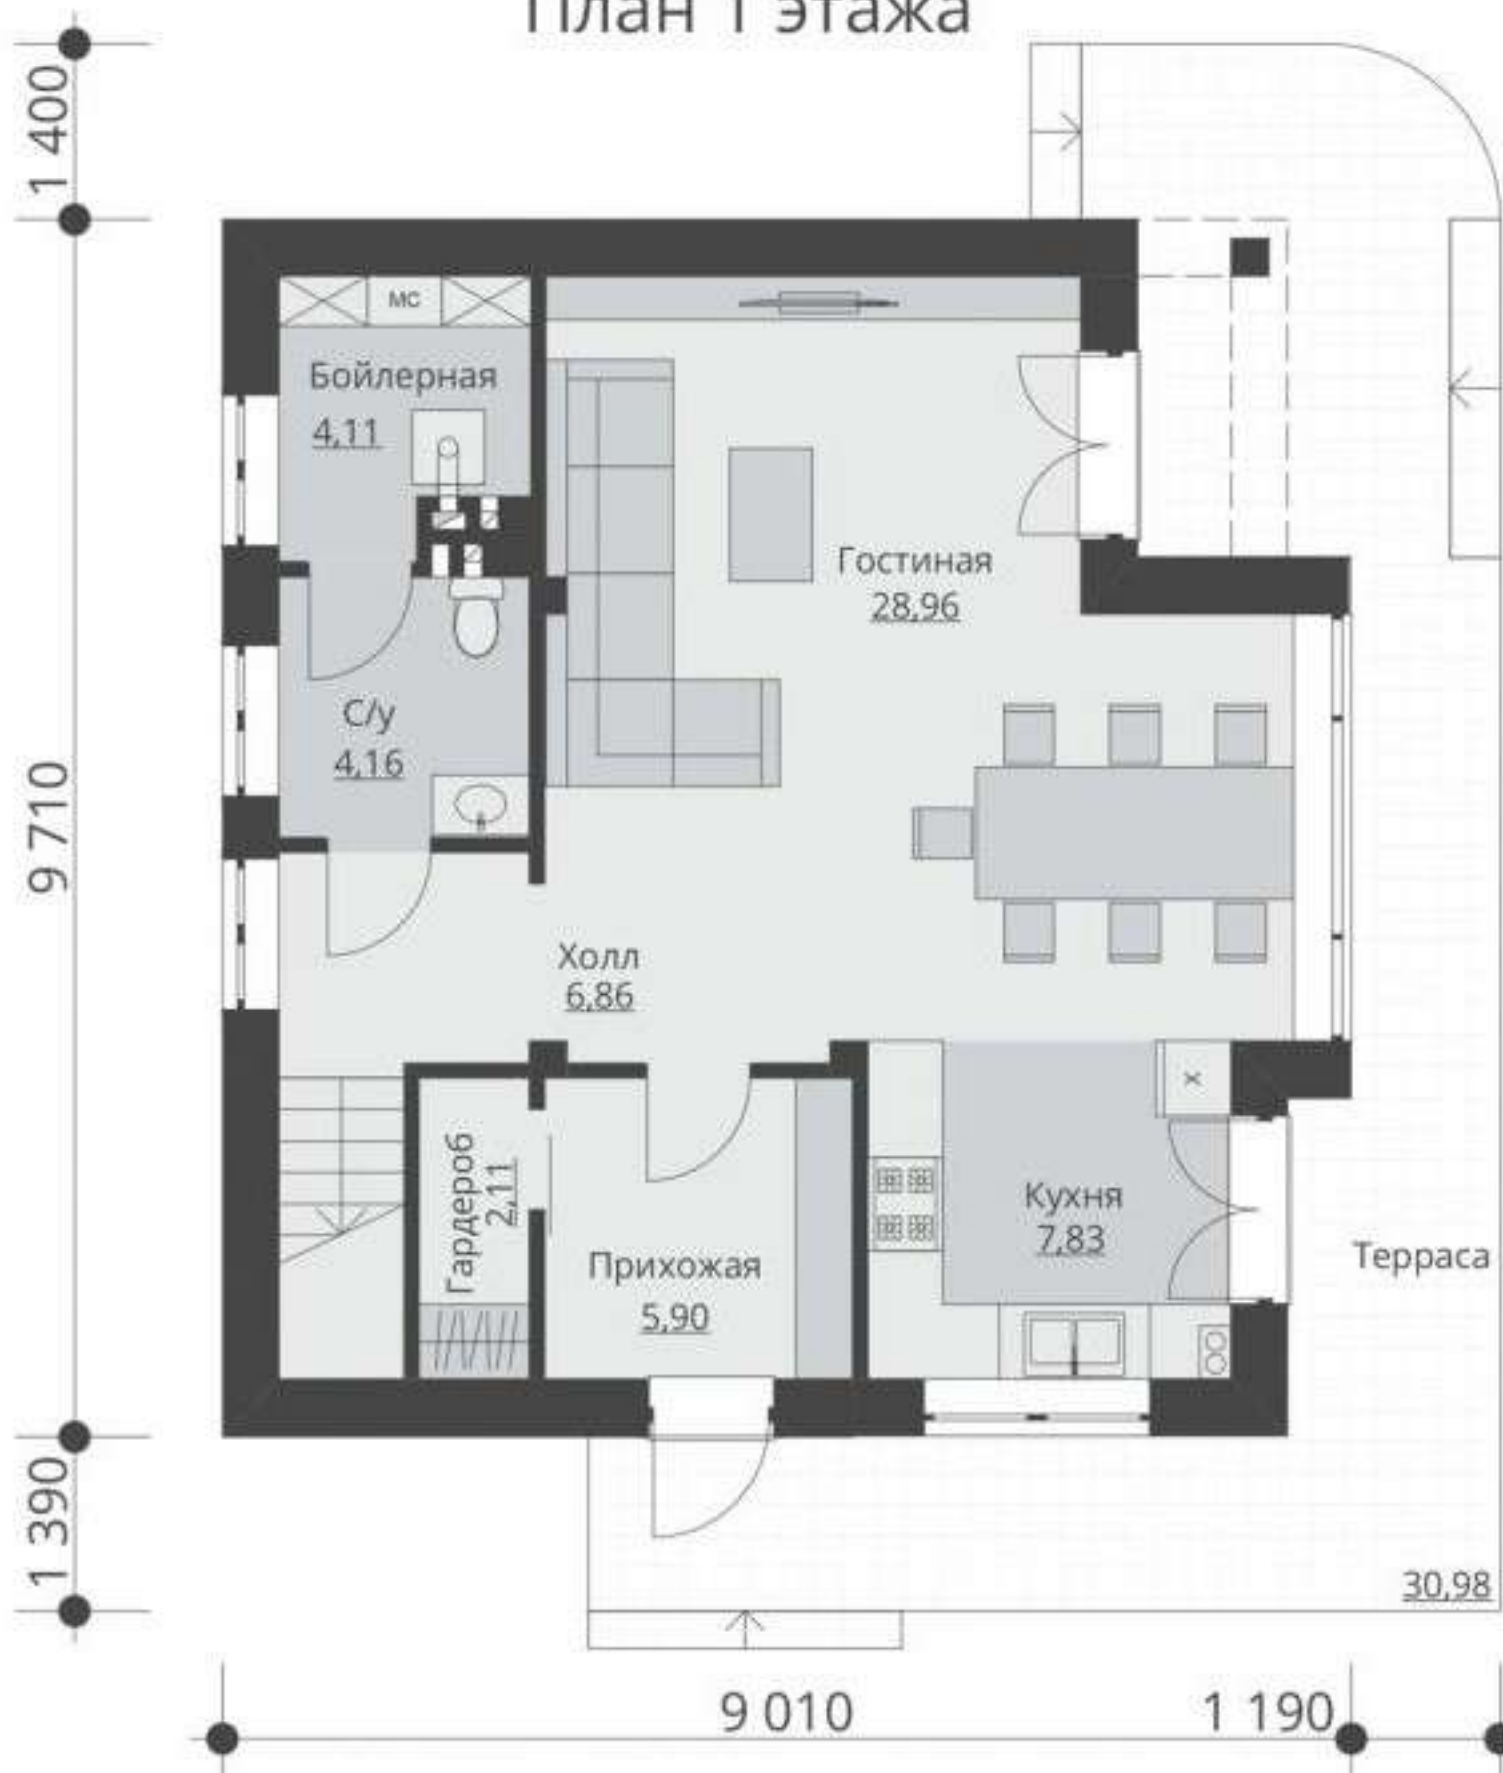 План 1 этажа
1 400
МС
Бойлерная
4,11
Гостиная
28,96
С/у
4,16
9 710
Холл
6,86
х
Гардероб
2,11
Кухня
7,83
Прихожая
5,90
Терраса
1 390
30,98
9 010
1 190